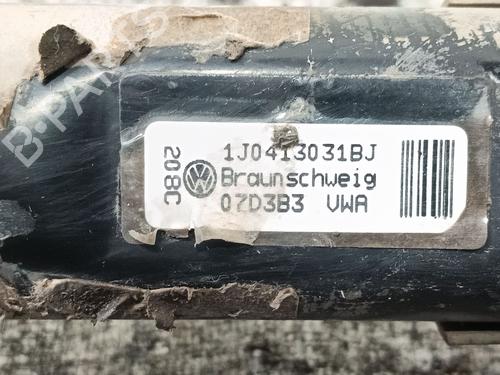 B-PARTS
208C
1J0413031BJ
Braunschweig
07D3B3 VWA